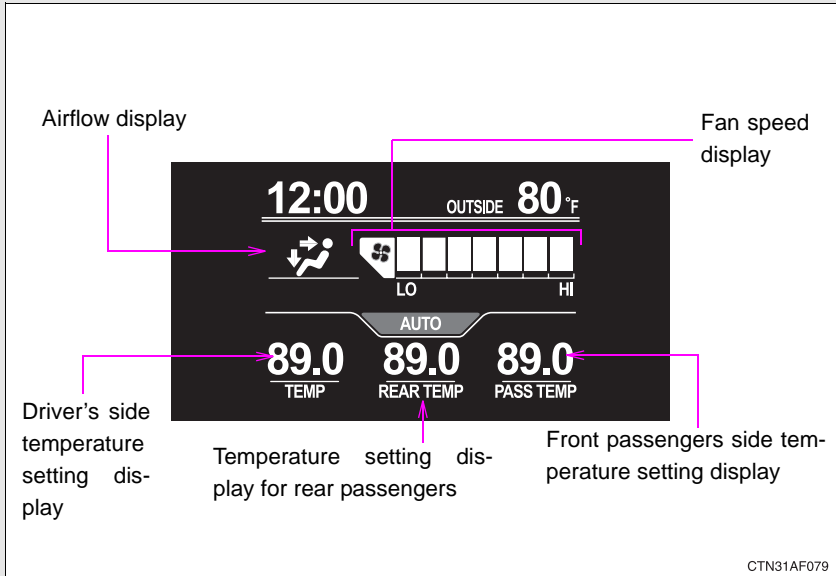 Airflow display
Fan speed
display
12:00
OUTSIDE 80°F
LO HI
AUTO
89.0 89.0 89.0
TEMP REAR TEMP PASS TEMP
Driver's side
temperature
setting dis-
play
Temperature setting dis-
play for rear passengers
Front passengers side tem-
perature setting display
CTN31AF079